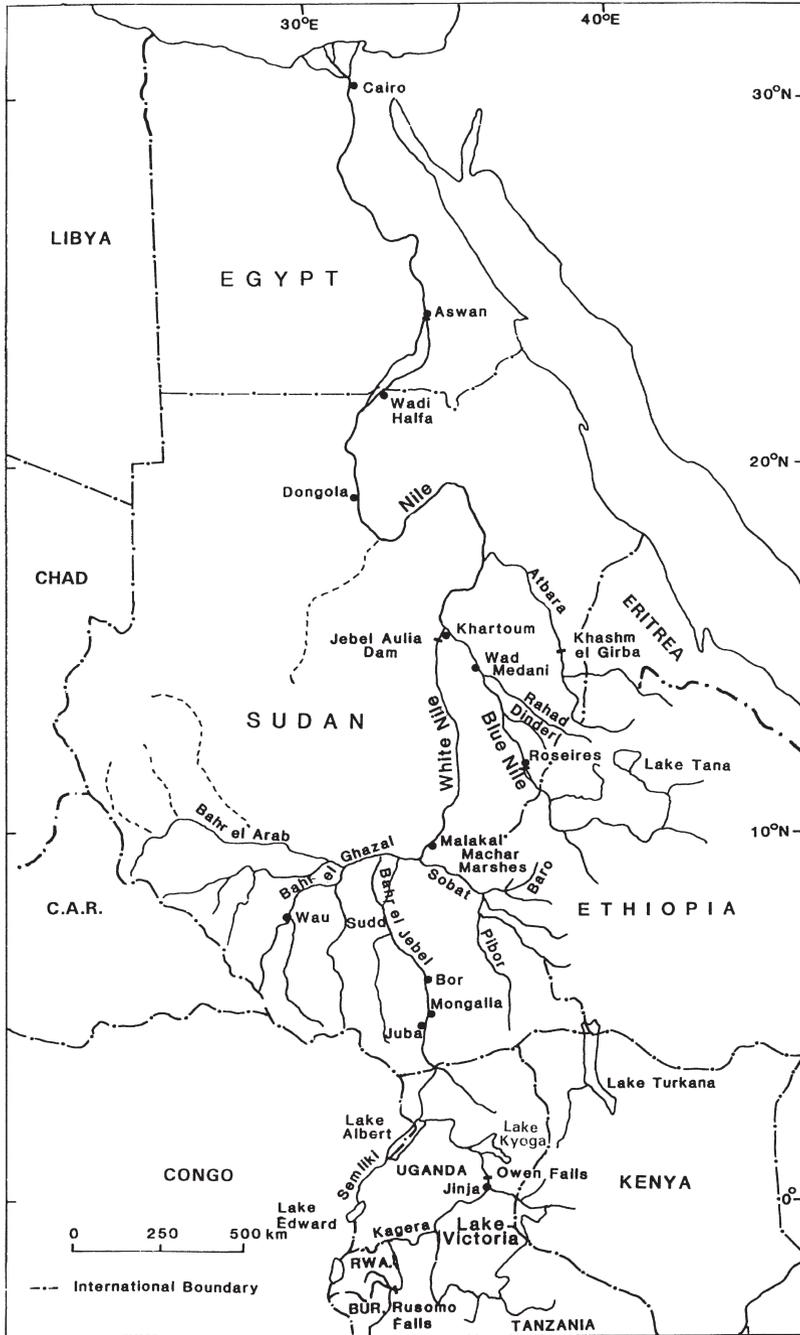 30°E
40°E
Cairo
30°N
LIBYA
EGYPT
Aswan
Wadi
Halfa
20°N
Dongola
Nile
CHAD
Atbara
ERITREA
Khartoum
Jebel Aulia
Dam
Khashm
el Girba
Wad
Medani
SUDAN
White Nile
Rahad
Dinder
Blue Nile
Roseires
Lake Tana
Bahr el Arab
10°N
Malakal
Machar
Marshes
Bahr el Ghazal
Sobat
Baro
C.A.R.
Wau
Sudd
Bahr el Jebel
ETHIOPIA
Pibor
Bor
Mongalla
Juba
Lake Turkana
Lake
Albert
Lake
Kyoga
CONGO
Semliki
UGANDA
Owen Falls
Jinja
KENYA
0°
Lake
Edward
Kagera
Lake
Victoria
0 250 500 km
RWA.
International Boundary
BUR.
Rusomo
Falls
TANZANIA